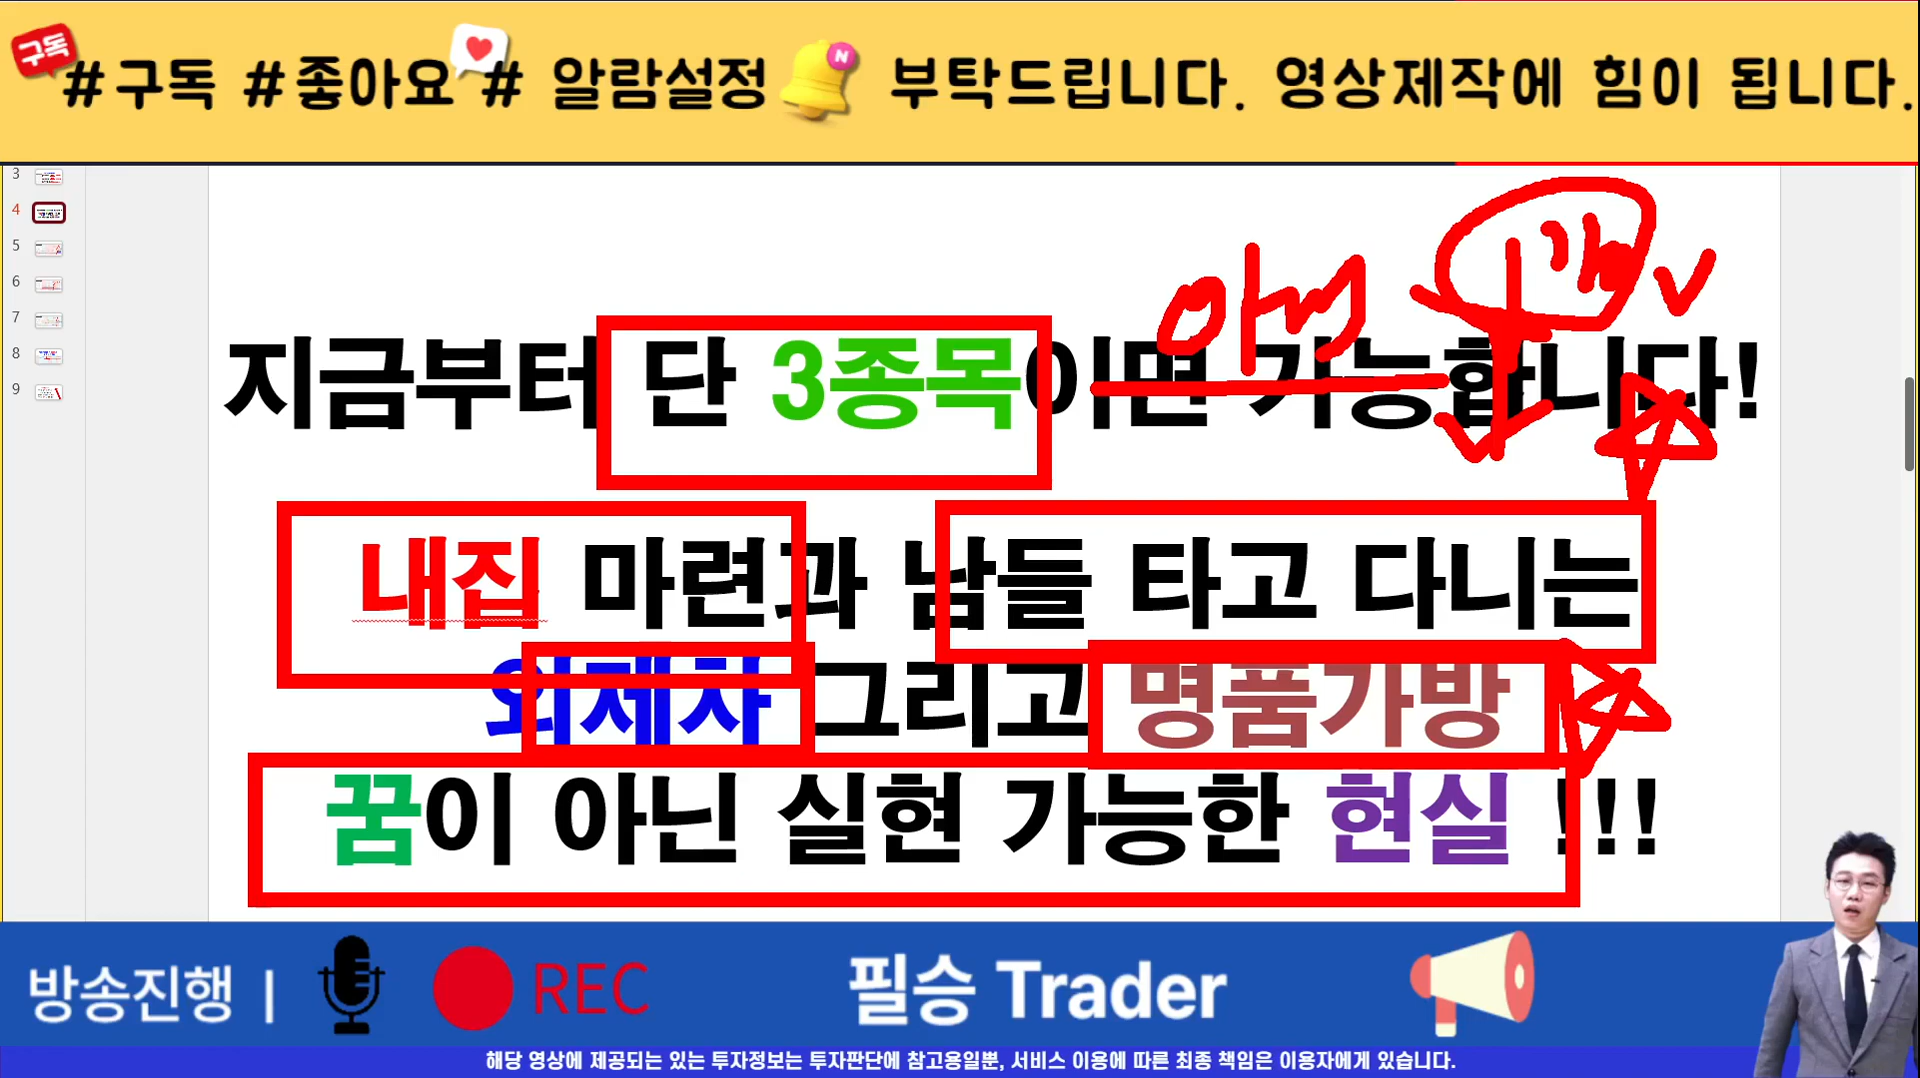 구독
#구독 #좋아요 # 알람설정 N 부탁드립니다. 영상제작에 힘이 됩니다.
3
4
5
6
7
8
9
지금부터 단 3종목이면 가능합니다!
내집 마련과 남들 타고 다니는
외제차 그리고 명품가방
꿈이 아닌 실현 가능한 현실 !!!
방송진행 | REC 필승 Trader
해당 영상에 제공되는 있는 투자정보는 투자판단에 참고용일뿐, 서비스 이용에 따른 최종 책임은 이용자에게 있습니다.